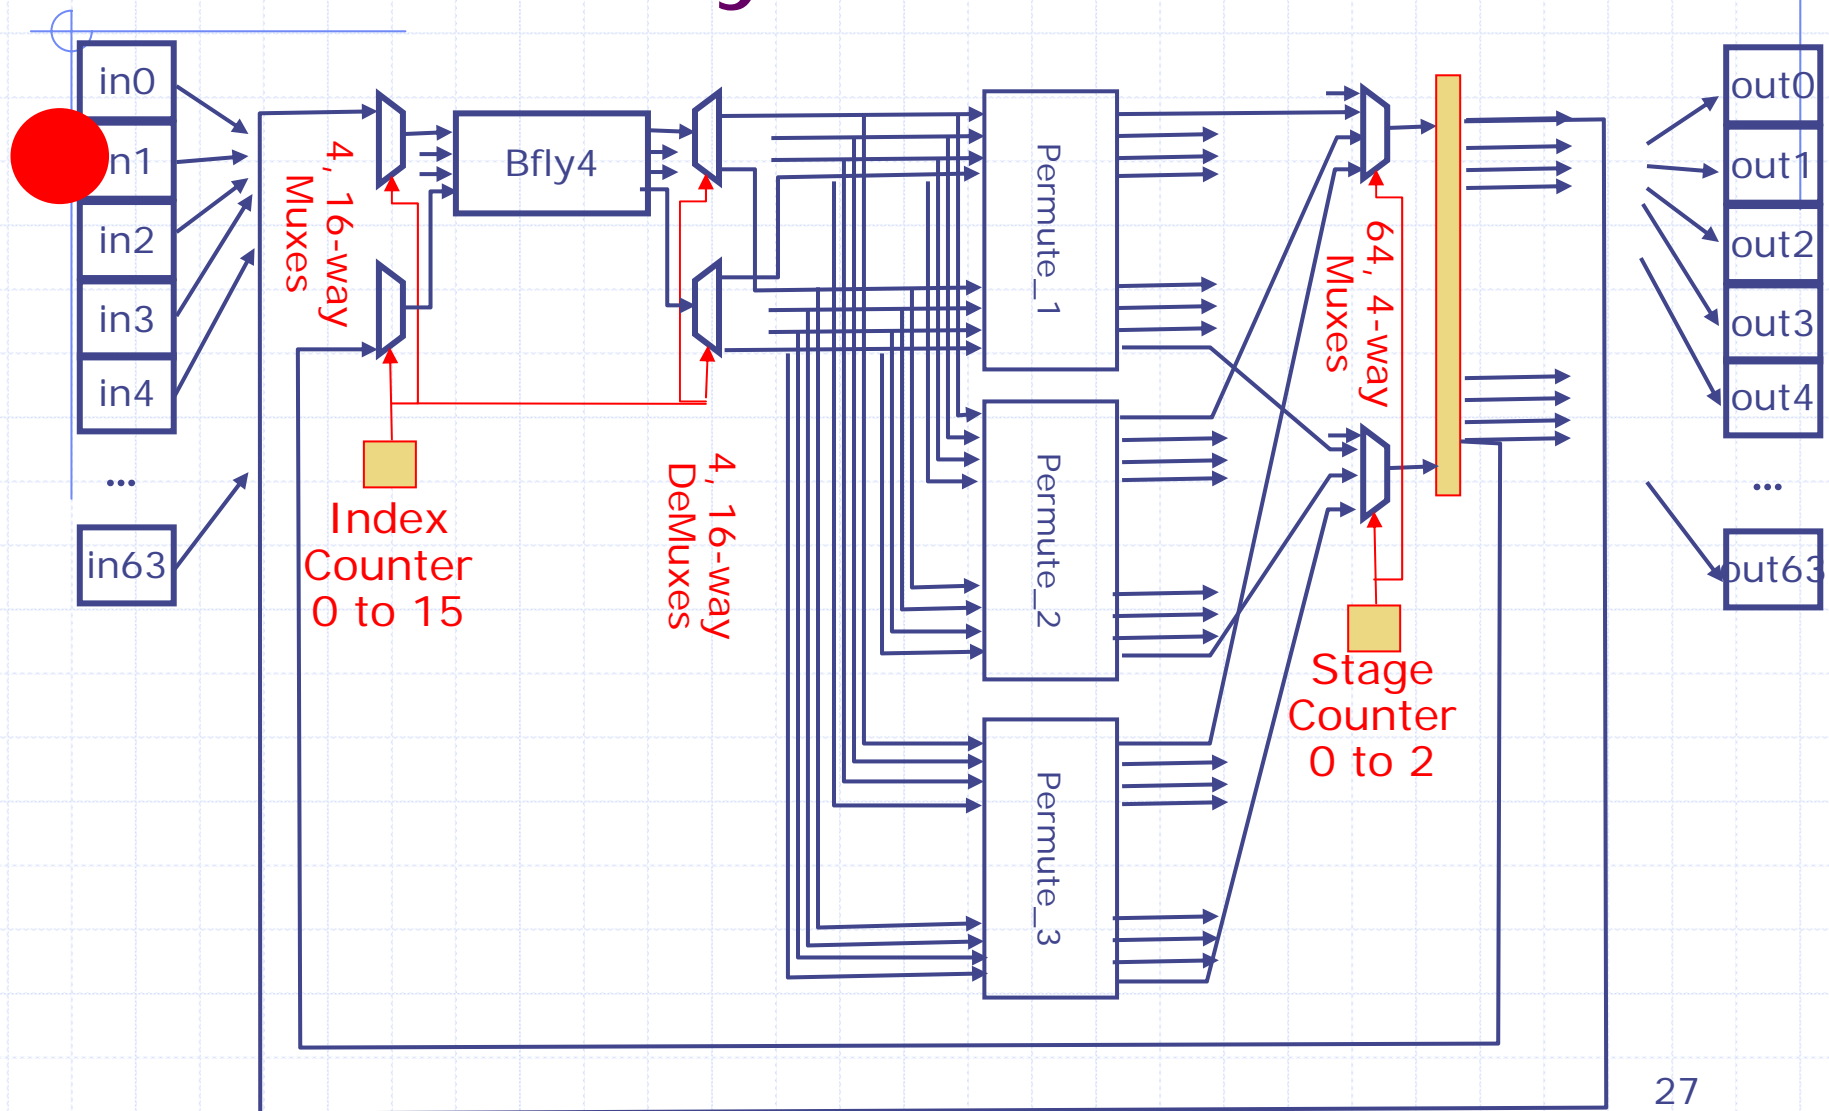 in0
n1
in2
in3
in4
...
in63
4, 16-way
Muxes
Bfly4
Index
Counter
0 to 15
4, 16-way
DeMuxes
Permute_1
Permute_2
Permute_3
64, 4-way
Muxes
Stage
Counter
0 to 2
out0
out1
out2
out3
out4
...
out63
27